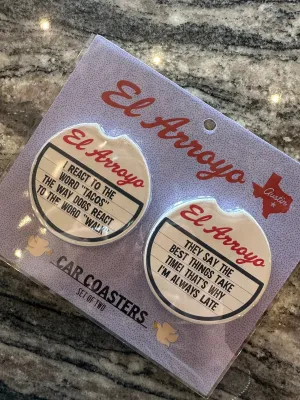 El Arroyo
Austin
El Arroyo
I REACT TO THE
WORD "TACOS"
THE WAY DOGS REACT
TO THE WORD "WALK"
El Arroyo
THEY SAY THE
BEST THINGS TAKE
TIME! THAT'S WHY
I'M ALWAYS LATE
CAR COASTERS
SET OF TWO